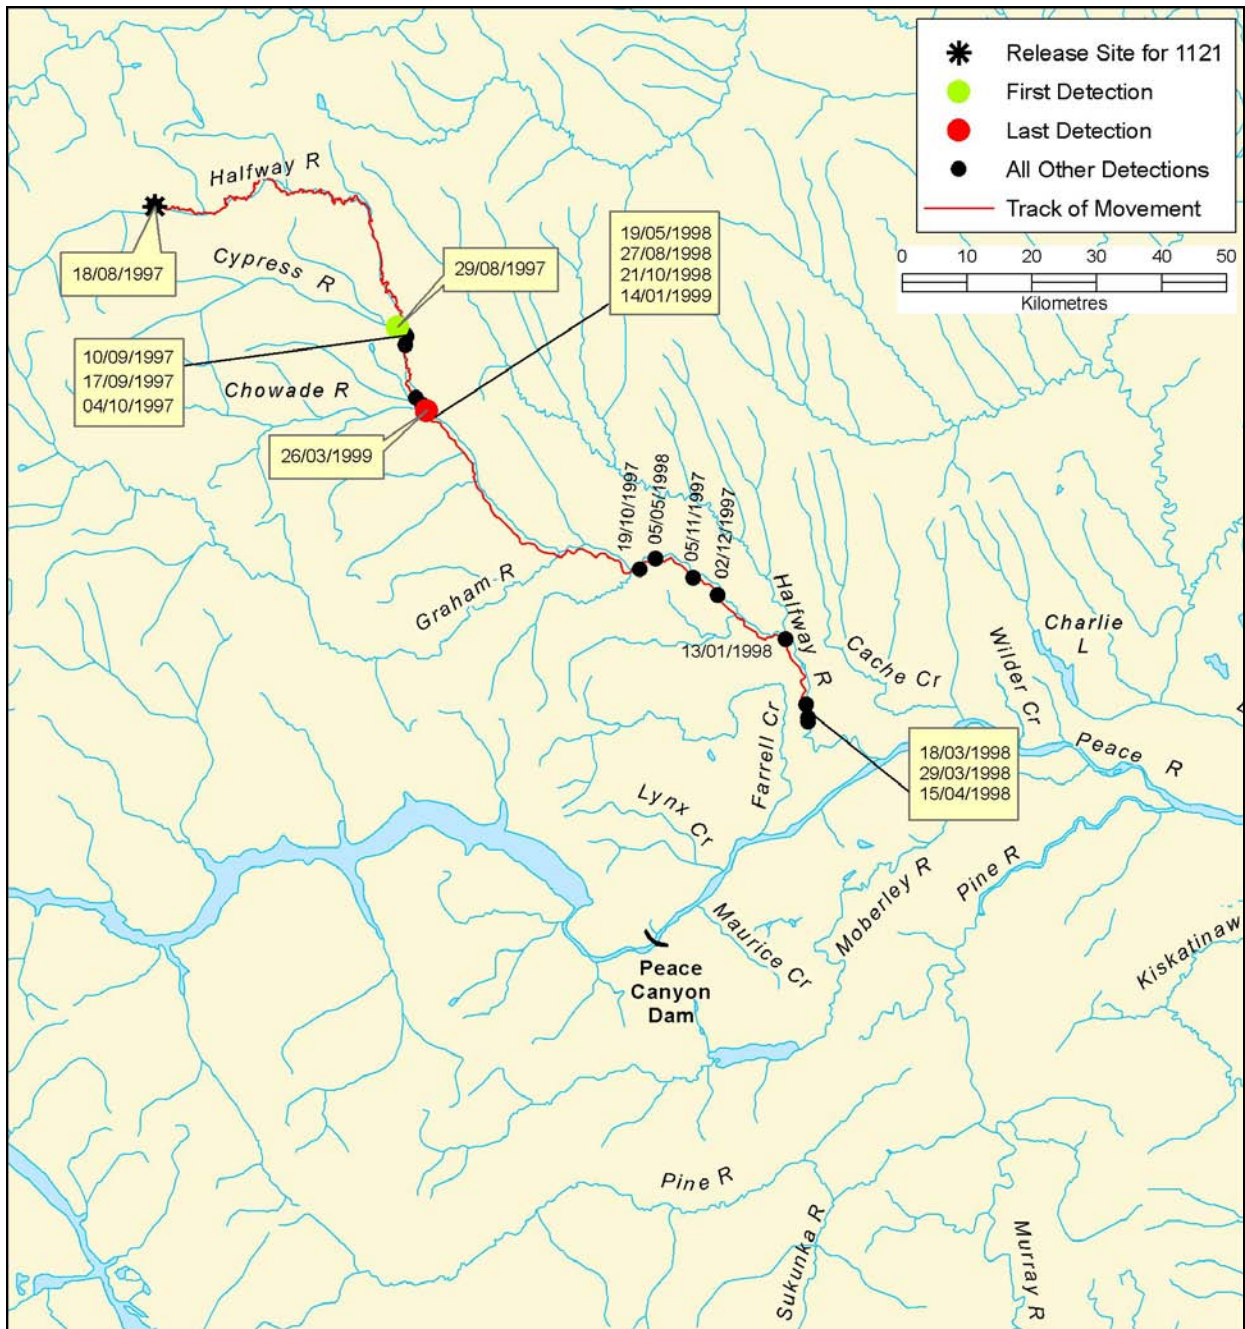 Release Site for 1121
First Detection
Last Detection
All Other Detections
Track of Movement
0 10 20 30 40 50
Kilometres
Halfway R
18/08/1997
Cypress R
29/08/1997
19/05/1998
27/08/1998
21/10/1998
14/01/1999
10/09/1997
17/09/1997
04/10/1997
Chowade R
26/03/1999
19/10/1997
05/05/1998
05/11/1997
02/12/1997
Graham R
Halfway R
13/01/1998
Cache Cr
Wilder Cr
Charlie
L
Farrell Cr
Peace R
18/03/1998
29/03/1998
15/04/1998
Lynx Cr
Moberley R
Pine R
Maurice Cr
Kiskatinaw
Peace
Canyon
Dam
Pine R
Sukunka R
Murray R